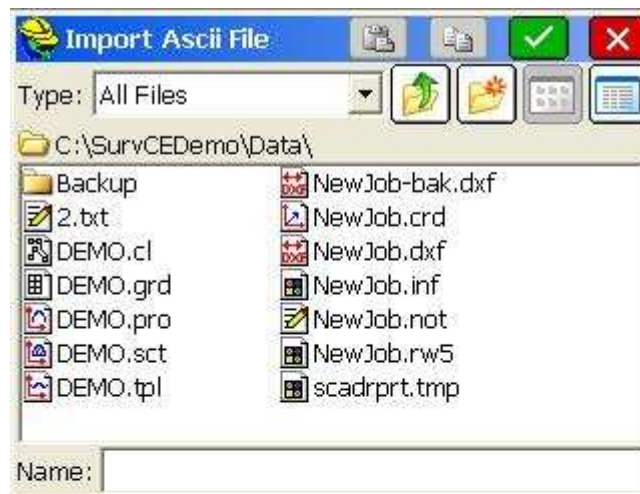 Import Ascii File
Type: All Files
C:\SurvCEDemo\Data\
Backup
2.txt
DEMO.cl
DEMO.grd
DEMO.pro
DEMO.sct
DEMO.tpl
NewJob-bak.dxf
NewJob.crd
NewJob.dxf
NewJob.inf
NewJob.not
NewJob.rw5
scadrprt.tmp
Name: